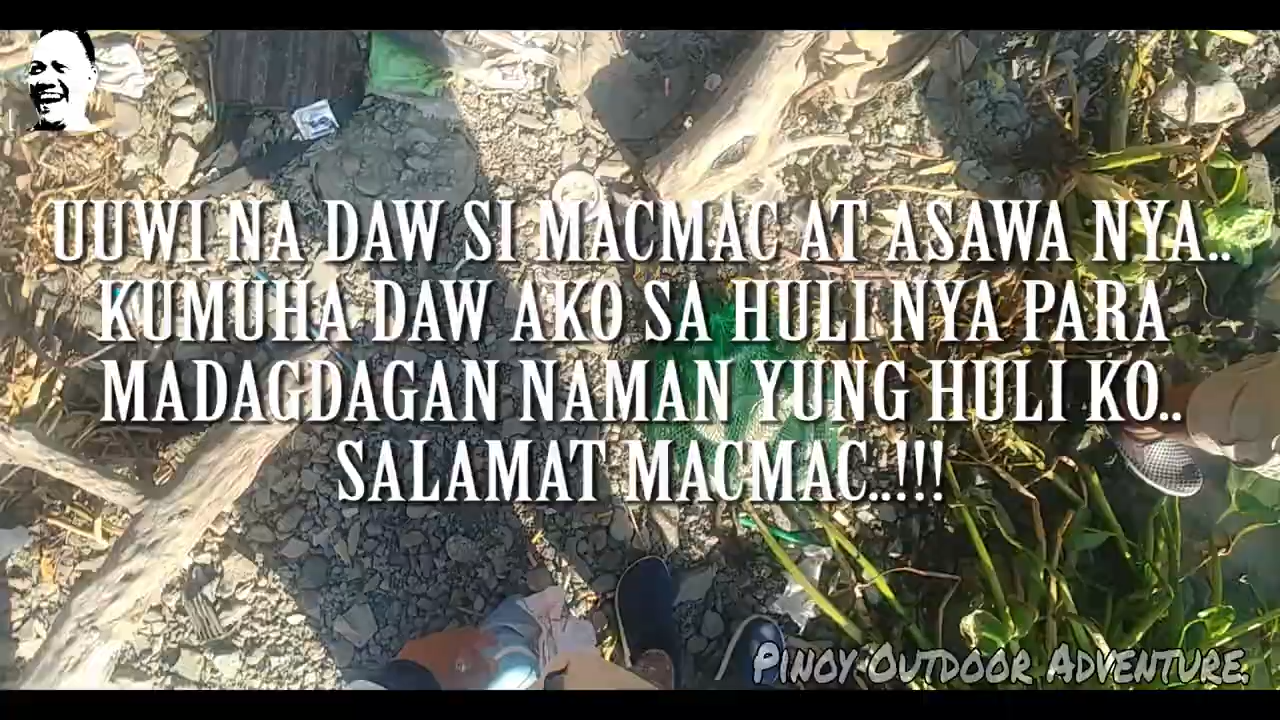 UUWI NA DAW SI MACMAC AT ASAWA NYA..
KUMUHA DAW AKO SA HULI NYA PARA
MADAGDAGAN NAMAN YUNG HULI KO..
SALAMAT MACMAC..!!!
PINOY OUTDOOR ADVENTURE.